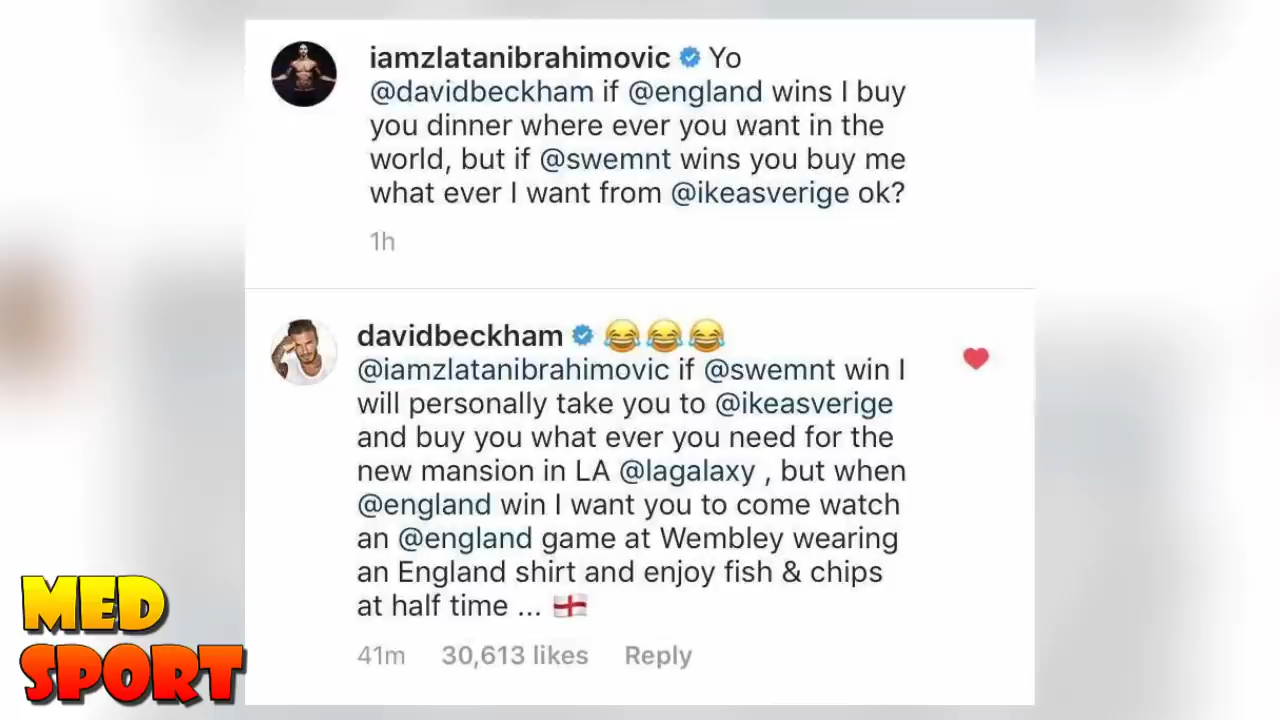 iamzlatanibrahimovic Yo
@davidbeckham if @england wins I buy
you dinner where ever you want in the
world, but if @swemnt wins you buy me
what ever I want from @ikeasverige ok?
1h
davidbeckham 😂😂😂
@iamzlatanibrahimovic if @swemnt win I
will personally take you to @ikeasverige
and buy you what ever you need for the
new mansion in LA @lagalaxy , but when
@england win I want you to come watch
an @england game at Wembley wearing
an England shirt and enjoy fish & chips
at half time ... 🏴󠁧󠁢󠁥󠁮󠁧󠁿
41m 30,613 likes Reply
MED
SPORT